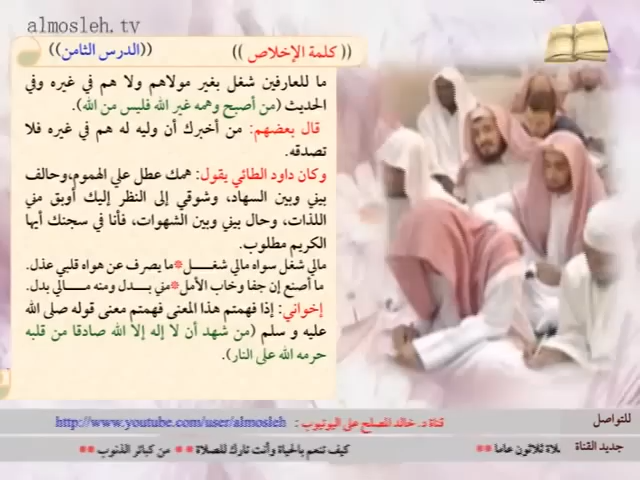 almosleh.tv
(( كلمة الإخلاص ))
((الدرس الثامن))
ما للعارفين شغل بغير مولاهم ولا هم في غيره وفي
الحديث (من أصبح وهمه غير الله فليس من الله).
قال بعضهم: من أخبرك أن وليه له هم في غيره فلا
تصدقه.
وكان داود الطائي يقول: همك عطل علي الهموم،وحالف
بيني وبين السهاد، وشوقي إلى النظر إليك أوبق مني
اللذات، وحال بيني وبين الشهوات، فأنا في سجنك أيها
الكريم مطلوب.
مالي شغل سواه مالي شغـــــل*ما يصرف عن هواه قلبي عذل.
ما أصنع إن جفا وخاب الأمل*مني بـــدل ومنه مـــالي بدل.
إخواني: إذا فهمتم هذا المعنى فهمتم معنى قوله صلى الله
عليه و سلم (من شهد أن لا إله إلا الله صادقا من قلبه
حرمه الله على النار).
للتواصل
قناة د. خالد المصلح على اليوتيوب : http://www.youtube.com/user/almosleh
جديد القناة
لاة ثلاثون عاما ** كيف تنعم بالحياة وأنت تارك للصلاة ** من كبائر الذنوب **